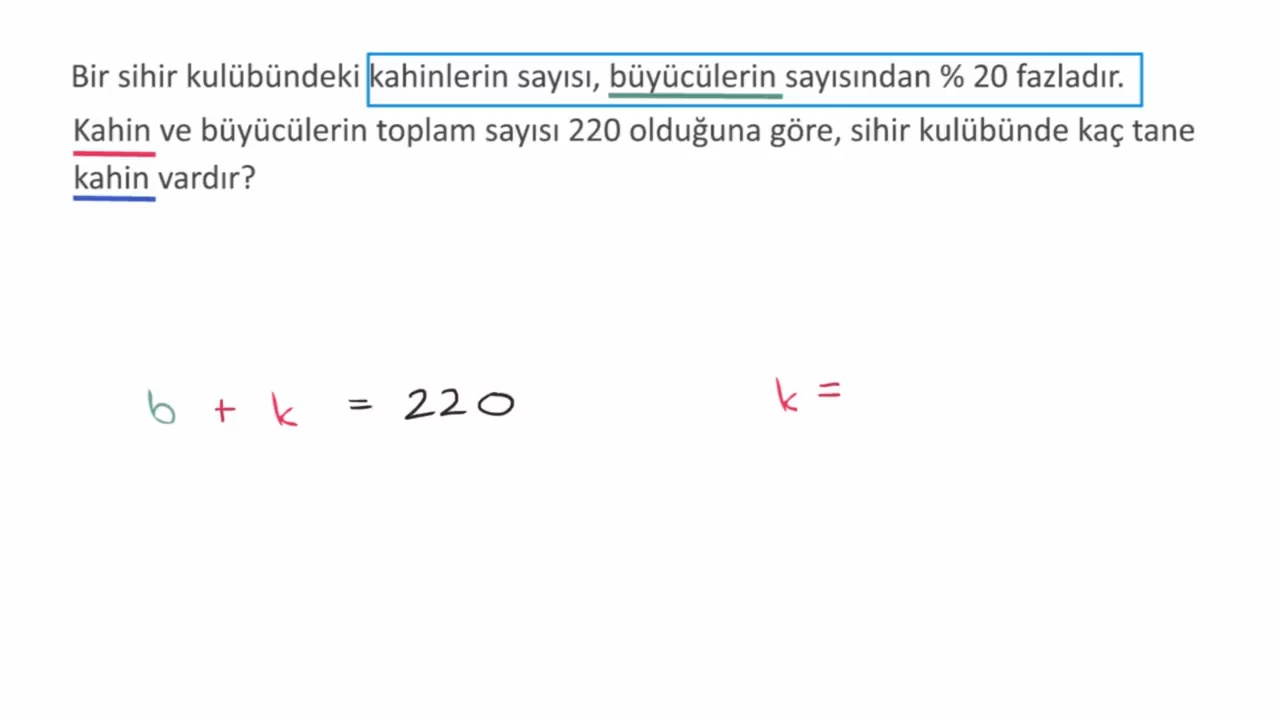 Bir sihir kulübündeki kahinlerin sayısı, büyücülerin sayısından % 20 fazladır.
Kahin ve büyücülerin toplam sayısı 220 olduğuna göre, sihir kulübünde kaç tane
kahin vardır?
b + k = 220
k =